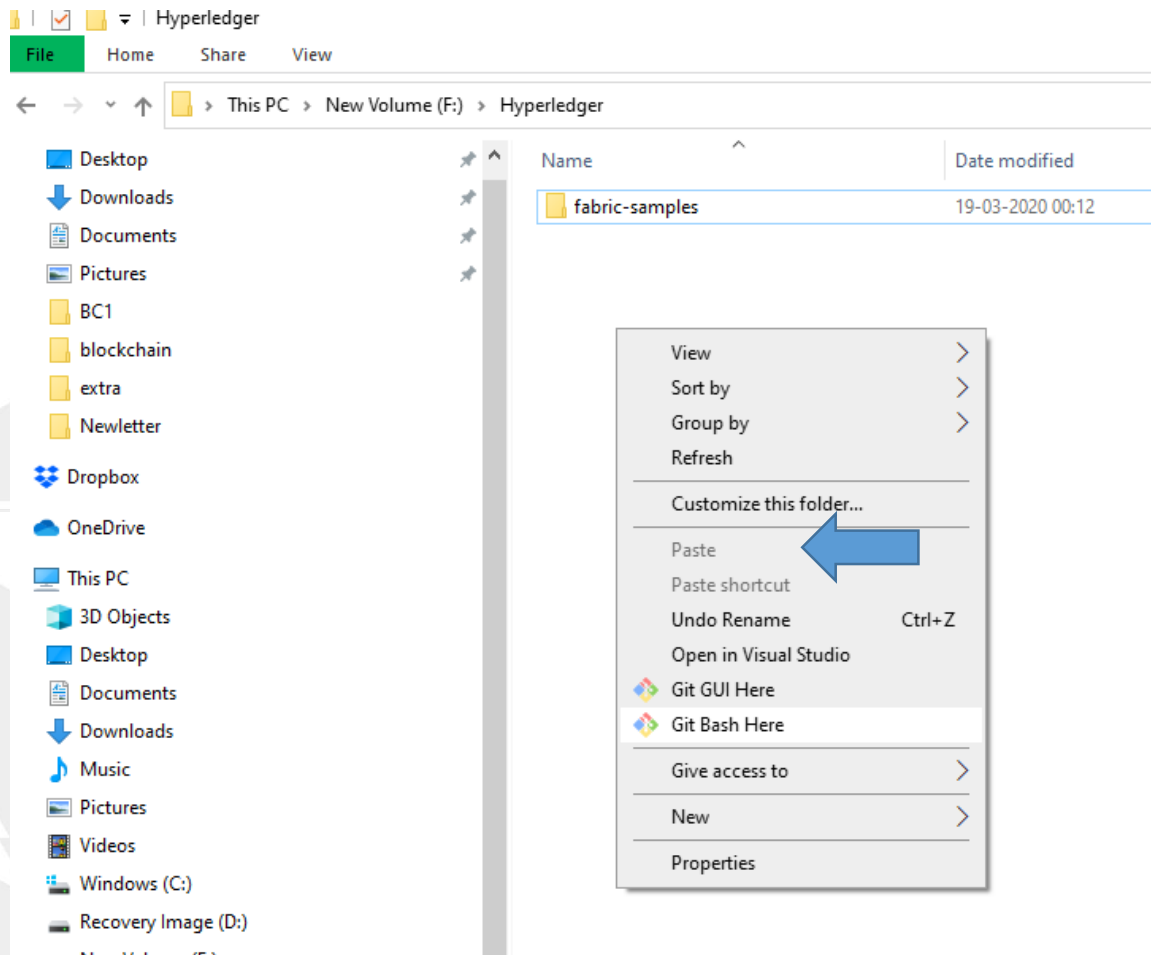 Hyperledger
File Home Share View
This PC > New Volume (F:) > Hyperledger
Name Date modified
fabric-samples 19-03-2020 00:12
Desktop
Downloads
Documents
Pictures
BC1
blockchain
extra
Newletter
Dropbox
OneDrive
This PC
3D Objects
Desktop
Documents
Downloads
Music
Pictures
Videos
Windows (C:)
Recovery Image (D:)
View
Sort by
Group by
Refresh
Customize this folder...
Paste
Paste shortcut
Undo Rename Ctrl+Z
Open in Visual Studio
Git GUI Here
Git Bash Here
Give access to
New
Properties